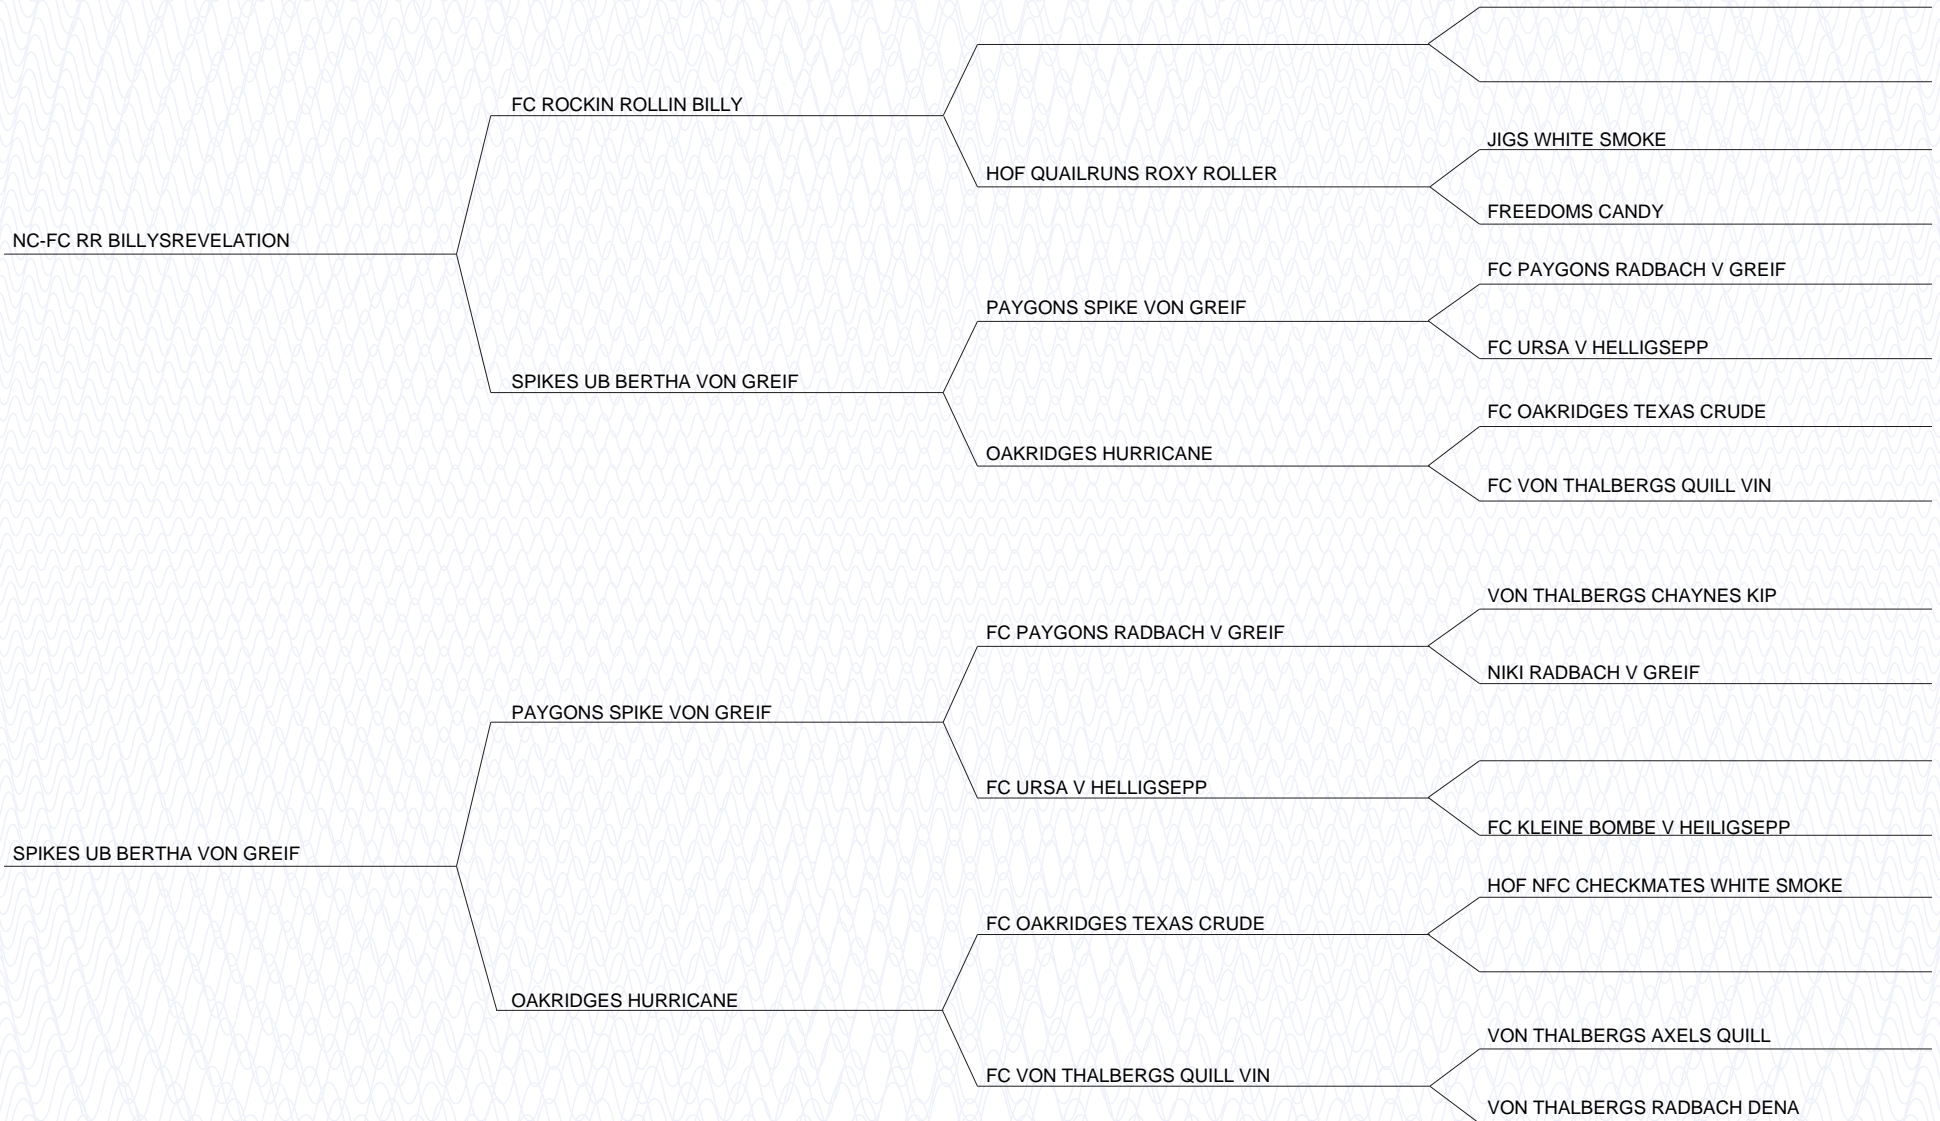 FC ROCKIN ROLLIN BILLY
JIGS WHITE SMOKE
HOF QUAILRUNS ROXY ROLLER
FREEDOMS CANDY
NC-FC RR BILLYSREVELATION
FC PAYGONS RADBACH V GREIF
PAYGONS SPIKE VON GREIF
FC URSA V HELLIGSEPP
SPIKES UB BERTHA VON GREIF
FC OAKRIDGES TEXAS CRUDE
OAKRIDGES HURRICANE
FC VON THALBERGS QUILL VIN
VON THALBERGS CHAYNES KIP
FC PAYGONS RADBACH V GREIF
NIKI RADBACH V GREIF
PAYGONS SPIKE VON GREIF
FC URSA V HELLIGSEPP
FC KLEINE BOMBE V HEILIGSEPP
SPIKES UB BERTHA VON GREIF
HOF NFC CHECKMATES WHITE SMOKE
FC OAKRIDGES TEXAS CRUDE
OAKRIDGES HURRICANE
VON THALBERGS AXELS QUILL
FC VON THALBERGS QUILL VIN
VON THALBERGS RADBACH DENA